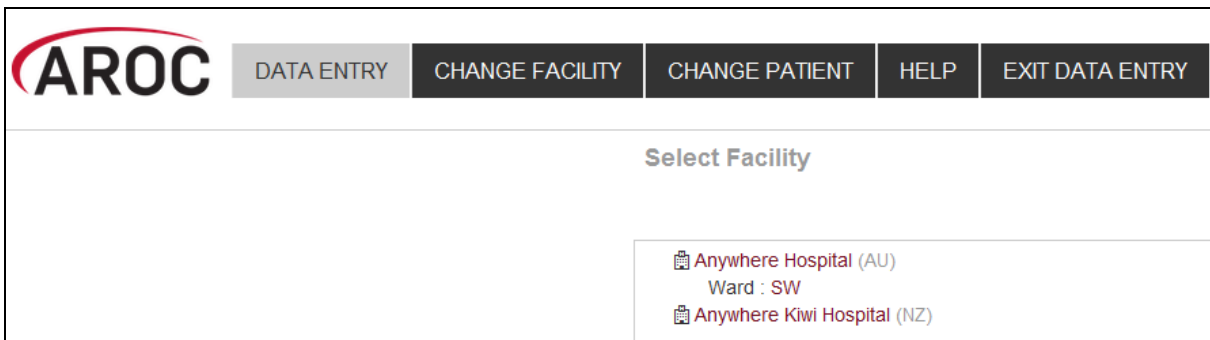 AROC DATA ENTRY CHANGE FACILITY CHANGE PATIENT HELP EXIT DATA ENTRY
Select Facility
Anywhere Hospital (AU)
Ward : SW
Anywhere Kiwi Hospital (NZ)